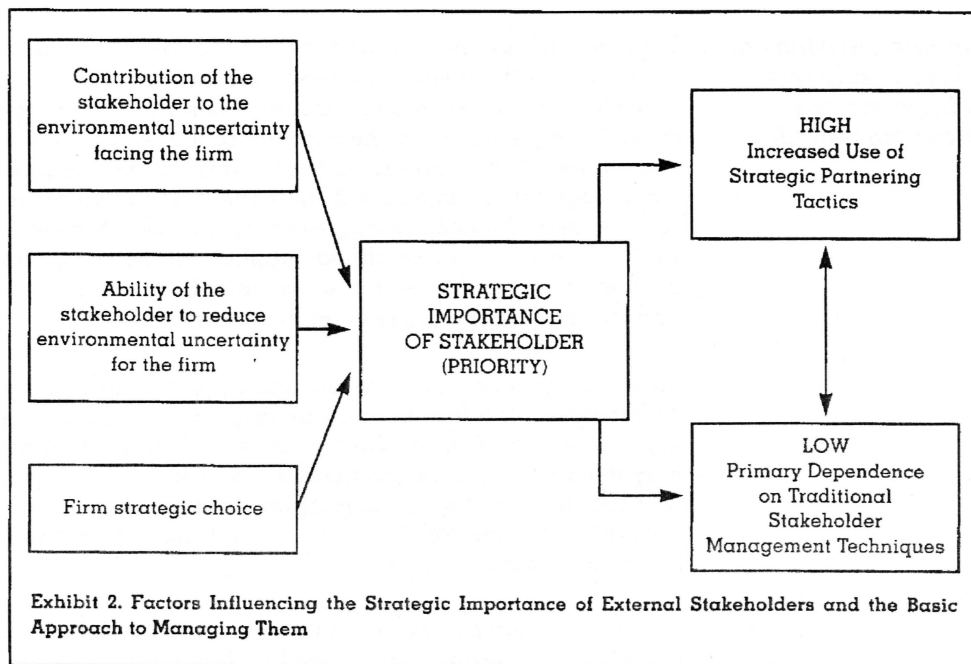 Contribution of the
stakeholder to the
environmental uncertainty
facing the firm
Ability of the
stakeholder to reduce
environmental uncertainty
for the firm
Firm strategic choice
STRATEGIC
IMPORTANCE
OF STAKEHOLDER
(PRIORITY)
HIGH
Increased Use of
Strategic Partnering
Tactics
LOW
Primary Dependence
on Traditional
Stakeholder
Management Techniques
Exhibit 2. Factors Influencing the Strategic Importance of External Stakeholders and the Basic
Approach to Managing Them